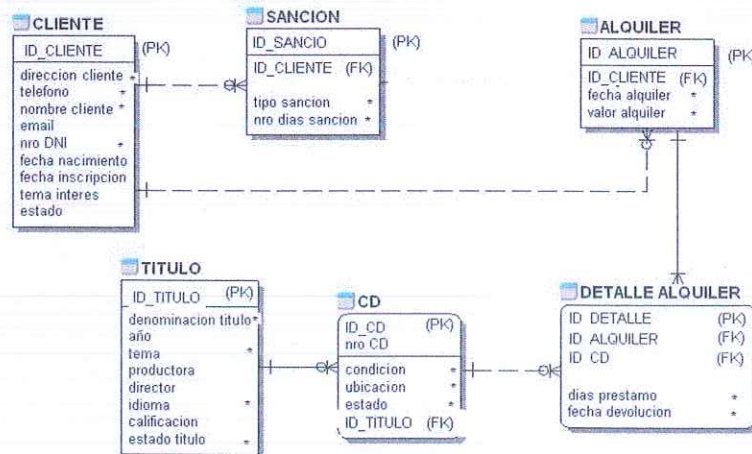 CLIENTE
ID_CLIENTE (PK)
direccion cliente *
telefono *
nombre cliente *
email
nro DNI *
fecha nacimiento
fecha inscripcion
tema interes
estado
SANCION
ID_SANCIO (PK)
ID_CLIENTE (FK)
tipo sancion *
nro dias sancion *
ALQUILER
ID ALQUILER (PK)
ID_CLIENTE (FK)
fecha alquiler *
valor alquiler *
TITULO
ID_TITULO (PK)
denominacion titulo*
año
tema *
productora
director
idioma *
calificacion
estado titulo *
CD
ID_CD (PK)
nro CD
condicion *
ubicacion *
estado *
ID_TITULO (FK)
DETALLE ALQUILER
ID DETALLE (PK)
ID ALQUILER (FK)
ID CD (FK)
dias prestamo *
fecha devolucion *